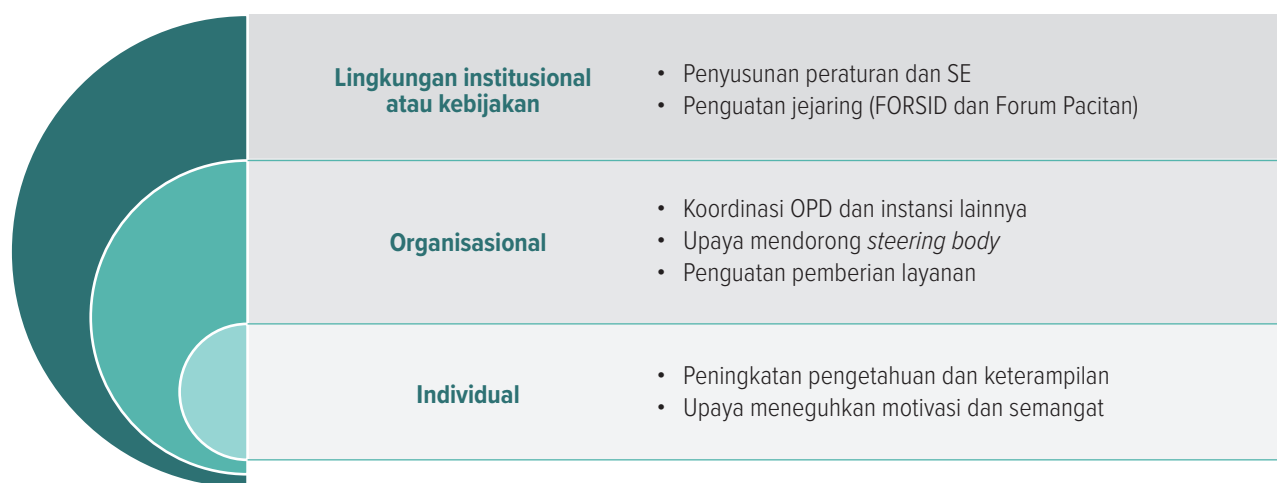 Lingkungan institusional
atau kebijakan
• Penyusunan peraturan dan SE
• Penguatan jejaring (FORSID dan Forum Pacitan)
Organisasional
• Koordinasi OPD dan instansi lainnya
• Upaya mendorong steering body
• Penguatan pemberian layanan
Individual
• Peningkatan pengetahuan dan keterampilan
• Upaya meneguhkan motivasi dan semangat